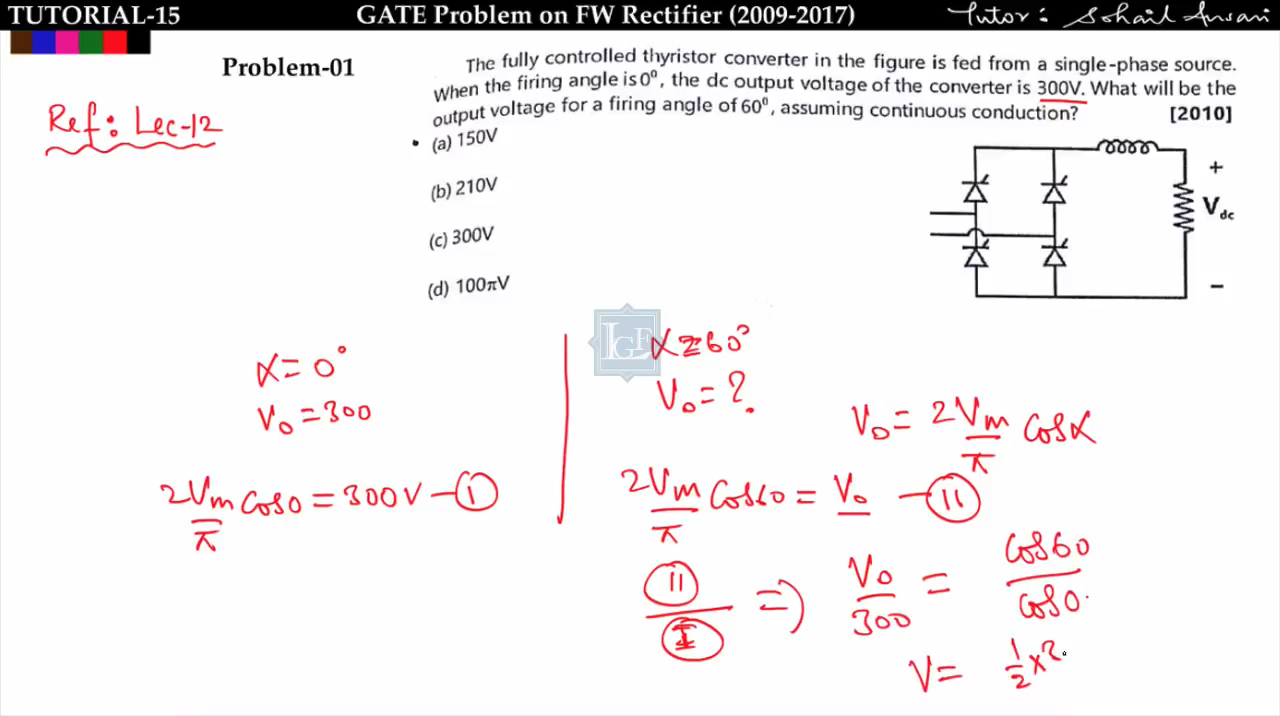 TUTORIAL-15
GATE Problem on FW Rectifier (2009-2017)
Tutor : Sohail Ansari
Problem-01
The fully controlled thyristor converter in the figure is fed from a single-phase source.
When the firing angle is 0⁰, the dc output voltage of the converter is 300V. What will be the
output voltage for a firing angle of 60⁰, assuming continuous conduction? [2010]
Ref : Lec-12
(a) 150V
(b) 210V
(c) 300V
(d) 100πV
+
Vdc
−
LGE
α = 0°
V₀ = 300
2Vm/π cos0 = 300V — I
α = 60°
V₀ = ?
V₀ = 2Vm/π cosα
2Vm/π cos60 = V₀ — II
II/I ⇒ V₀/300 = cos60/cos0
V = 1/2 ×